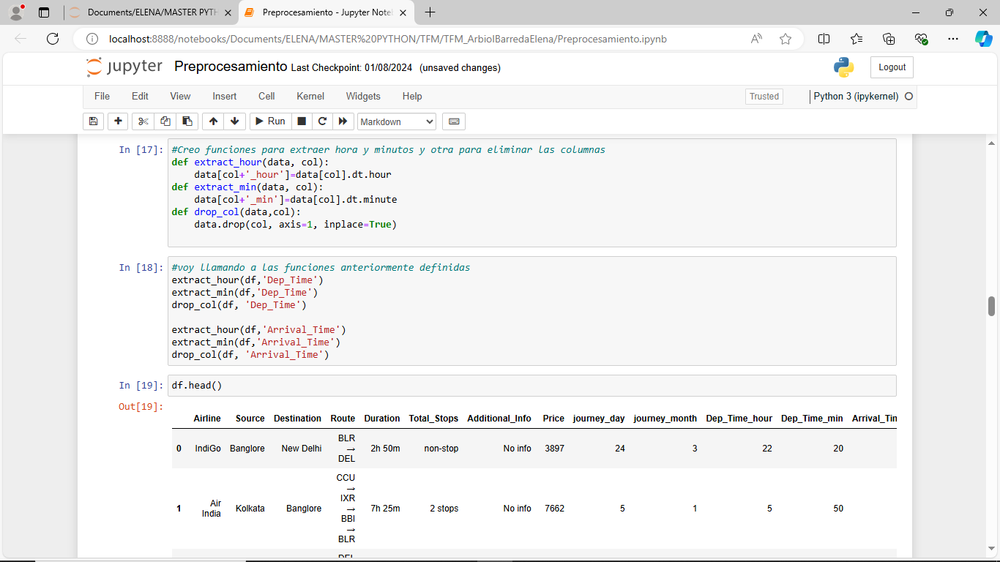 Documents/ELENA/MASTER PYTH
Preprocesamiento - Jupyter Note
localhost:8888/notebooks/Documents/ELENA/MASTER%20PYTHON/TFM/TFM_ArbiolBarredaElena/Preprocesamiento.ipynb
jupyter Preprocesamiento Last Checkpoint: 01/08/2024 (unsaved changes)
Logout
File Edit View Insert Cell Kernel Widgets Help
Trusted
Python 3 (ipykernel)
Run
Markdown
In [17]: #Creo funciones para extraer hora y minutos y otra para eliminar las columnas
def extract_hour(data, col):
    data[col+'_hour']=data[col].dt.hour
def extract_min(data, col):
    data[col+'_min']=data[col].dt.minute
def drop_col(data,col):
    data.drop(col, axis=1, inplace=True)
In [18]: #voy llamando a las funciones anteriormente definidas
extract_hour(df,'Dep_Time')
extract_min(df,'Dep_Time')
drop_col(df, 'Dep_Time')
extract_hour(df,'Arrival_Time')
extract_min(df,'Arrival_Time')
drop_col(df, 'Arrival_Time')
In [19]: df.head()
Out[19]:
Airline Source Destination Route Duration Total_Stops Additional_Info Price journey_day journey_month Dep_Time_hour Dep_Time_min Arrival_Tin
0 IndiGo Banglore New Delhi BLR → DEL 2h 50m non-stop No info 3897 24 3 22 20
1 Air India Kolkata Banglore CCU → IXR → BBI → BLR 7h 25m 2 stops No info 7662 5 1 5 50